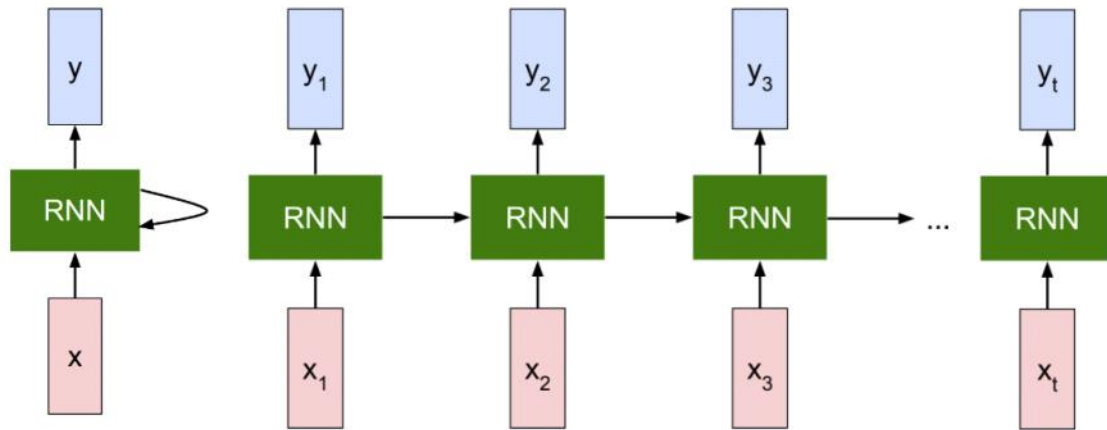 y y₁ y₂ y₃ yₜ
RNN RNN RNN RNN ... RNN
x x₁ x₂ x₃ xₜ